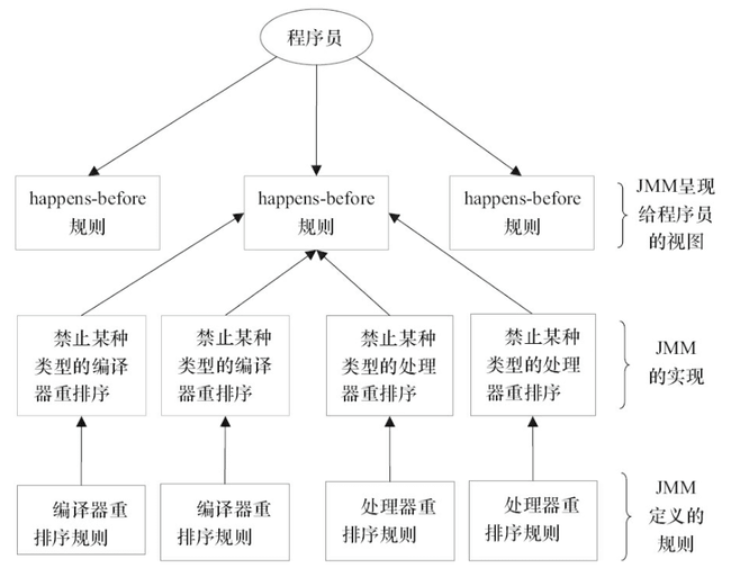 程序员
happens-before
规则
happens-before
规则
happens-before
规则
JMM呈现
给程序员
的视图
禁止某种
类型的编译
器重排序
禁止某种
类型的编译
器重排序
禁止某种
类型的处理
器重排序
禁止某种
类型的处理
器重排序
JMM
的实现
编译器重
排序规则
编译器重
排序规则
处理器重
排序规则
处理器重
排序规则
JMM
定义的
规则